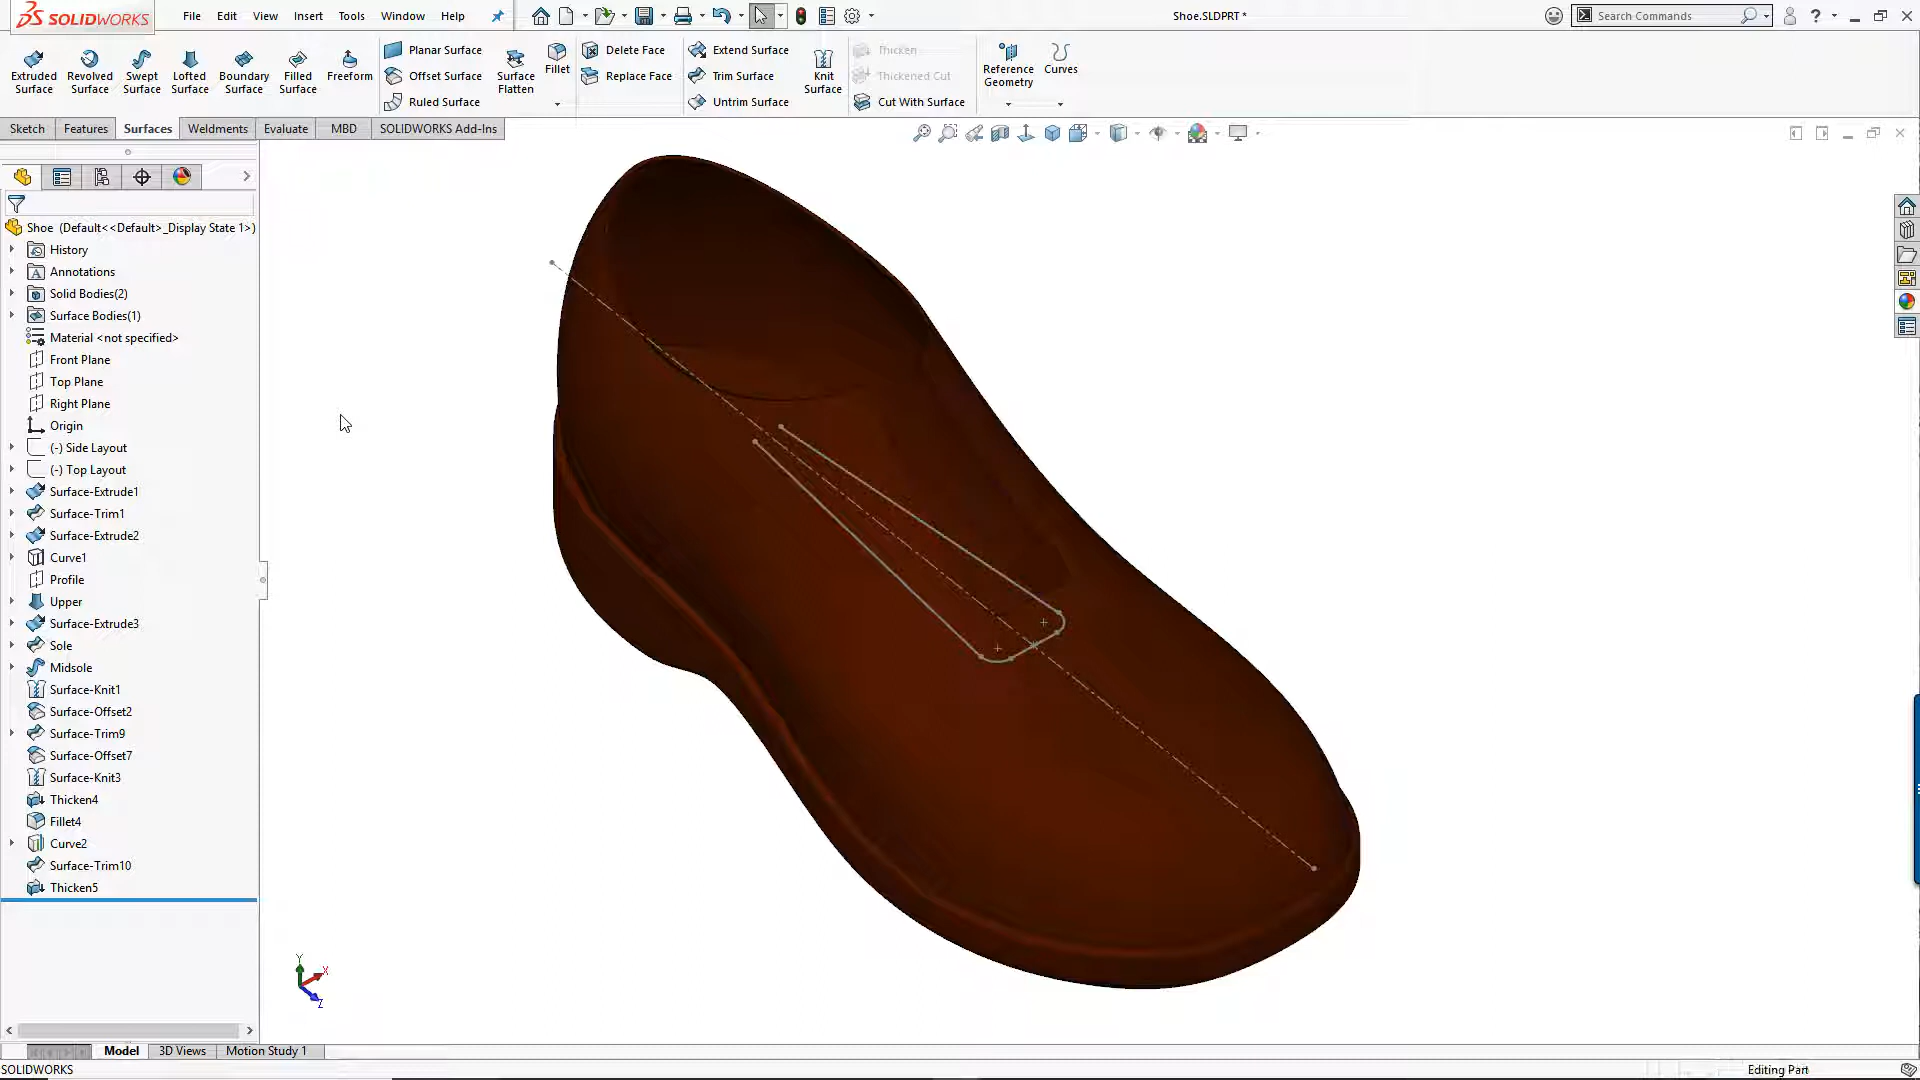 SOLIDWORKS
File Edit View Insert Tools Window Help
Shoe.SLDPRT *
Search Commands
?
Extruded Surface
Revolved Surface
Swept Surface
Lofted Surface
Boundary Surface
Filled Surface
Freeform
Planar Surface
Offset Surface
Ruled Surface
Surface Flatten
Fillet
Delete Face
Replace Face
Extend Surface
Trim Surface
Untrim Surface
Knit Surface
Thicken
Thickened Cut
Cut With Surface
Reference Geometry
Curves
Sketch Features Surfaces Weldments Evaluate MBD SOLIDWORKS Add-Ins
Shoe (Default<<Default>_Display State 1>)
History
Annotations
Solid Bodies(2)
Surface Bodies(1)
Material <not specified>
Front Plane
Top Plane
Right Plane
Origin
(-) Side Layout
(-) Top Layout
Surface-Extrude1
Surface-Trim1
Surface-Extrude2
Curve1
Profile
Upper
Surface-Extrude3
Sole
Midsole
Surface-Knit1
Surface-Offset2
Surface-Trim9
Surface-Offset7
Surface-Knit3
Thicken4
Fillet4
Curve2
Surface-Trim10
Thicken5
Y
X
Z
Model 3D Views Motion Study 1
SOLIDWORKS
Editing Part